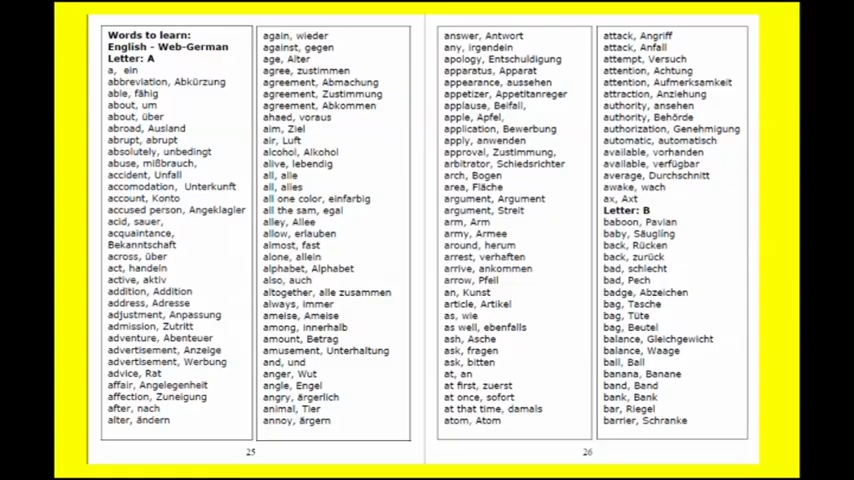 Words to learn:
English - Web-German
Letter: A
a, ein
abbreviation, Abkürzung
able, fähig
about, um
about, über
abroad, Ausland
abrupt, abrupt
absolutely, unbedingt
abuse, mißbrauch,
accident, Unfall
accomodation, Unterkunft
account, Konto
accused person, Angeklagler
acid, sauer,
acquaintance,
Bekanntschaft
across, über
act, handeln
active, aktiv
addition, Addition
address, Adresse
adjustment, Anpassung
admission, Zutritt
adventure, Abenteuer
advertisement, Anzeige
advertisement, Werbung
advice, Rat
affair, Angelegenheit
affection, Zuneigung
after, nach
alter, ändern
again, wieder
against, gegen
age, Alter
agree, zustimmen
agreement, Abmachung
agreement, Zustimmung
agreement, Abkommen
ahaed, voraus
aim, Ziel
air, Luft
alcohol, Alkohol
alive, lebendig
all, alle
all, alles
all one color, einfarbig
all the sam, egal
alley, Allee
allow, erlauben
almost, fast
alone, allein
alphabet, Alphabet
also, auch
altogether, alle zusammen
always, immer
ameise, Ameise
among, innerhalb
amount, Betrag
amusement, Unterhaltung
and, und
anger, Wut
angle, Engel
angry, ärgerlich
animal, Tier
annoy, ärgern
25
answer, Antwort
any, irgendein
apology, Entschuldigung
apparatus, Apparat
appearance, aussehen
appetizer, Appetitanreger
applause, Beifall,
apple, Apfel,
application, Bewerbung
apply, anwenden
approval, Zustimmung,
arbitrator, Schiedsrichter
arch, Bogen
area, Fläche
argument, Argument
argument, Streit
arm, Arm
army, Armee
around, herum
arrest, verhaften
arrive, ankommen
arrow, Pfeil
an, Kunst
article, Artikel
as, wie
as well, ebenfalls
ash, Asche
ask, fragen
ask, bitten
at, an
at first, zuerst
at once, sofort
at that time, damals
atom, Atom
attack, Angriff
attack, Anfall
attempt, Versuch
attention, Achtung
attention, Aufmerksamkeit
attraction, Anziehung
authority, ansehen
authority, Behörde
authorization, Genehmigung
automatic, automatisch
available, vorhanden
available, verfügbar
average, Durchschnitt
awake, wach
ax, Axt
Letter: B
baboon, Pavian
baby, Säugling
back, Rücken
back, zurück
bad, schlecht
bad, Pech
badge, Abzeichen
bag, Tasche
bag, Tüte
bag, Beutel
balance, Gleichgewicht
balance, Waage
ball, Ball
banana, Banane
band, Band
bank, Bank
bar, Riegel
barrier, Schranke
26